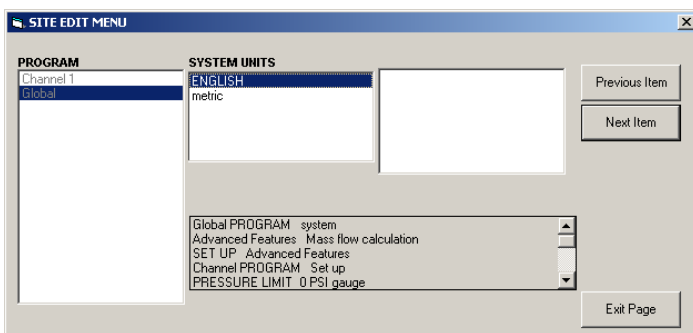 SITE EDIT MENU
PROGRAM
Channel 1
Global
SYSTEM UNITS
ENGLISH
metric
Previous Item
Next Item
Global PROGRAM system
Advanced Features Mass flow calculation
SET UP Advanced Features
Channel PROGRAM Set up
PRESSURE LIMIT 0 PSI gauge
Exit Page